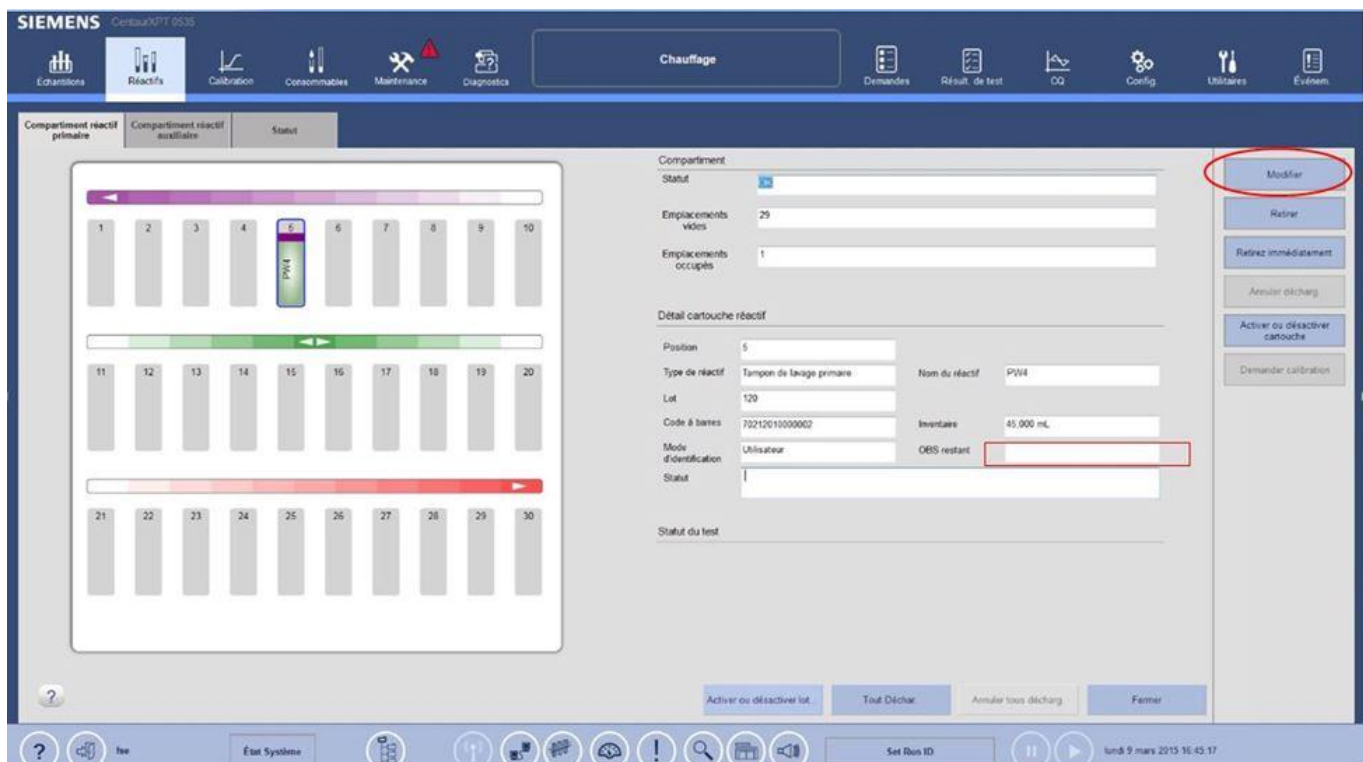 SIEMENS CentaurXPT 0535
Échantillons
Réactifs
Calibration
Consommables
Maintenance
Diagnostics
Chauffage
Demandes
Résult. de test
CQ
Config.
Utilitaires
Événem.
Compartiment réactif primaire
Compartiment réactif auxiliaire
Statut
1 2 3 4 5 6 7 8 9 10
PW4
11 12 13 14 15 16 17 18 19 20
21 22 23 24 25 26 27 28 29 30
Compartiment
Statut OK
Emplacements vides 29
Emplacements occupés 1
Détail cartouche réactif
Position 5
Type de réactif Tampon de lavage primaire Nom du réactif PW4
Lot 120
Code à barres 70212010000002 Inventaire 45,000 mL
Mode d'identification Utilisateur OBS restant
Statut
Statut du test
Modifier
Retirer
Retirez immédiatement
Annuler décharg.
Activer ou désactiver cartouche
Demander calibration
Activer ou désactiver lot
Tout Déchar.
Annuler tous décharg.
Fermer
?
? fse État Système ! Set Run ID lundi 9 mars 2015 16:45:17